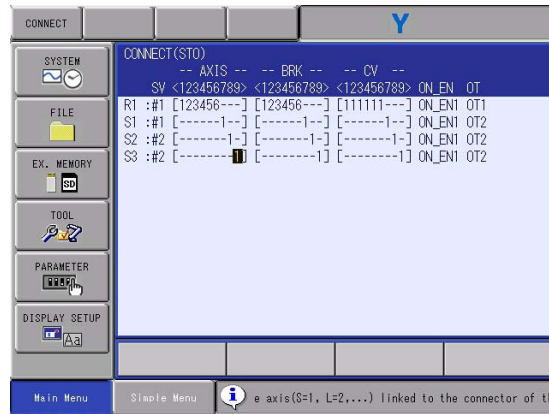 CONNECT
Y
SYSTEM
FILE
EX. MEMORY
SD
TOOL
PARAMETER
DISPLAY SETUP
Aa
CONNECT(STO)
-- AXIS -- -- BRK -- -- CV --
SV <123456789> <123456789> <123456789> ON_EN OT
R1 :#1 [123456---] [123456---] [111111---] ON_EN1 OT1
S1 :#1 [------1--] [------1--] [------1--] ON_EN1 OT2
S2 :#2 [-------1-] [-------1-] [-------1-] ON_EN1 OT2
S3 :#2 [--------1] [--------1] [--------1] ON_EN1 OT2
Main Menu
Simple Menu
e axis(S=1, L=2,...) linked to the connector of t